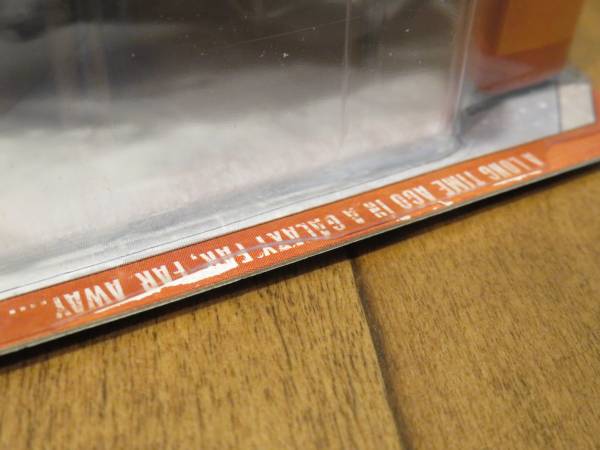 A LONG TIME AGO IN A GALAXY FAR, FAR AWAY....